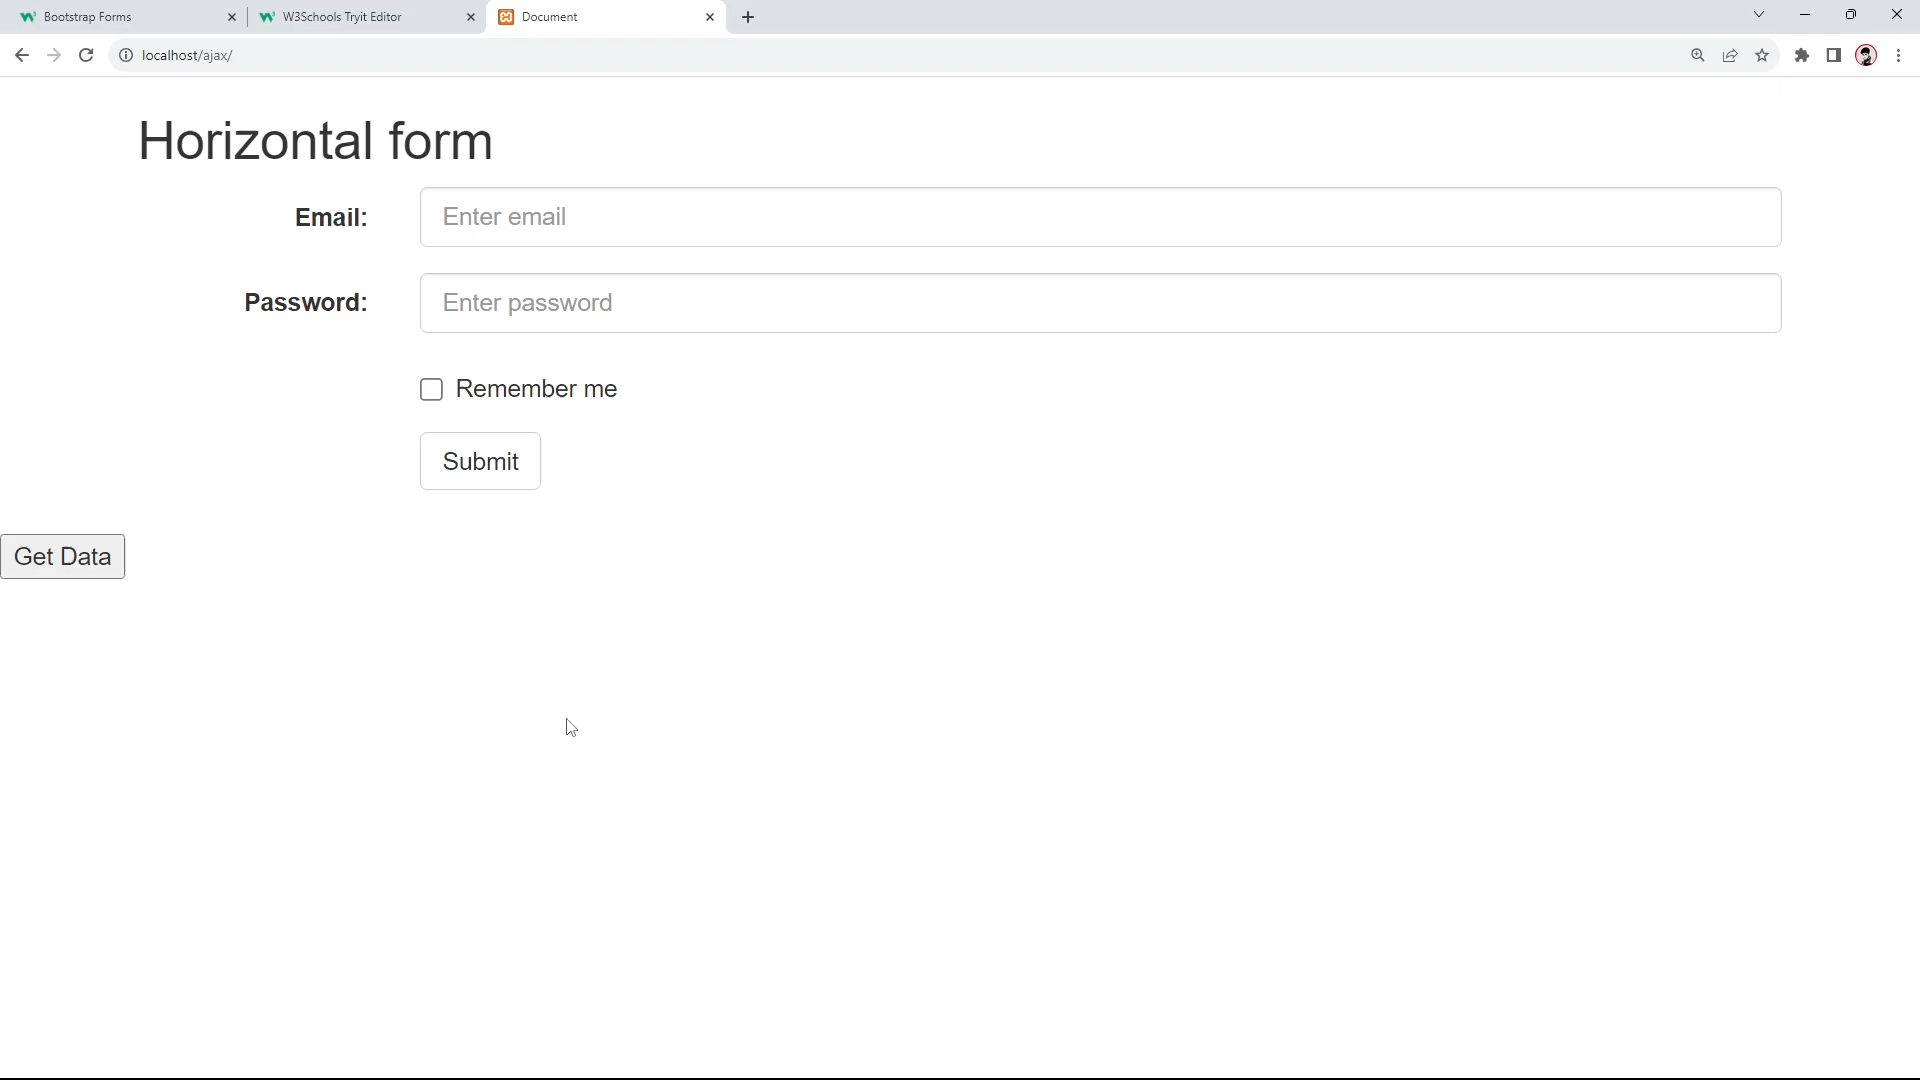 Bootstrap Forms
W3Schools Tryit Editor
Document
localhost/ajax/
Horizontal form
Email:
Enter email
Password:
Enter password
Remember me
Submit
Get Data